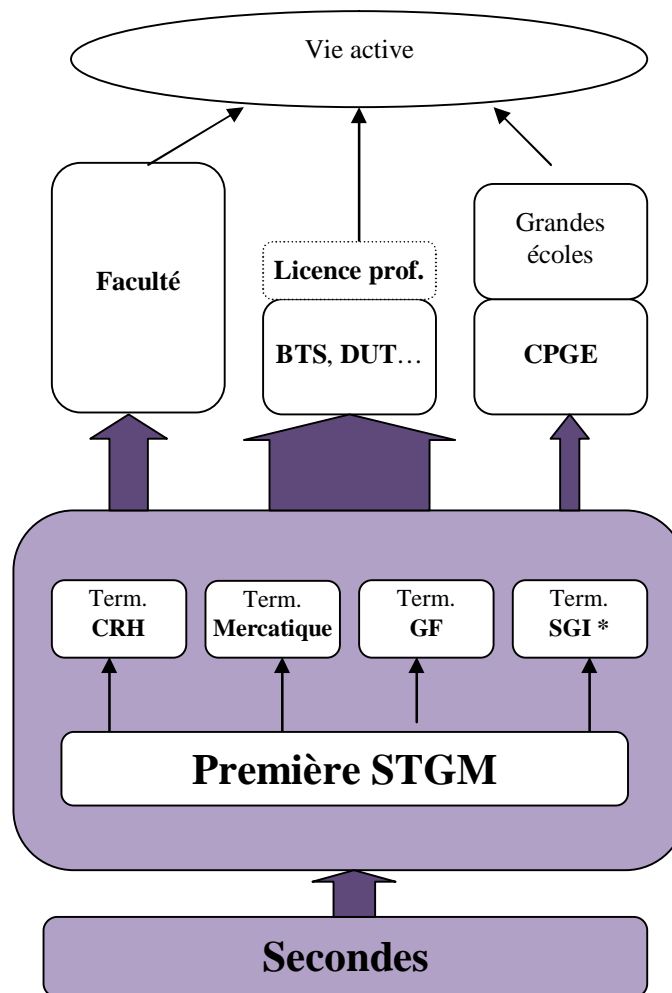 Vie active
Faculté
Licence prof.
BTS, DUT…
Grandes
écoles
CPGE
Term.
CRH
Term.
Mercatique
Term.
GF
Term.
SGI *
Première STGM
Secondes